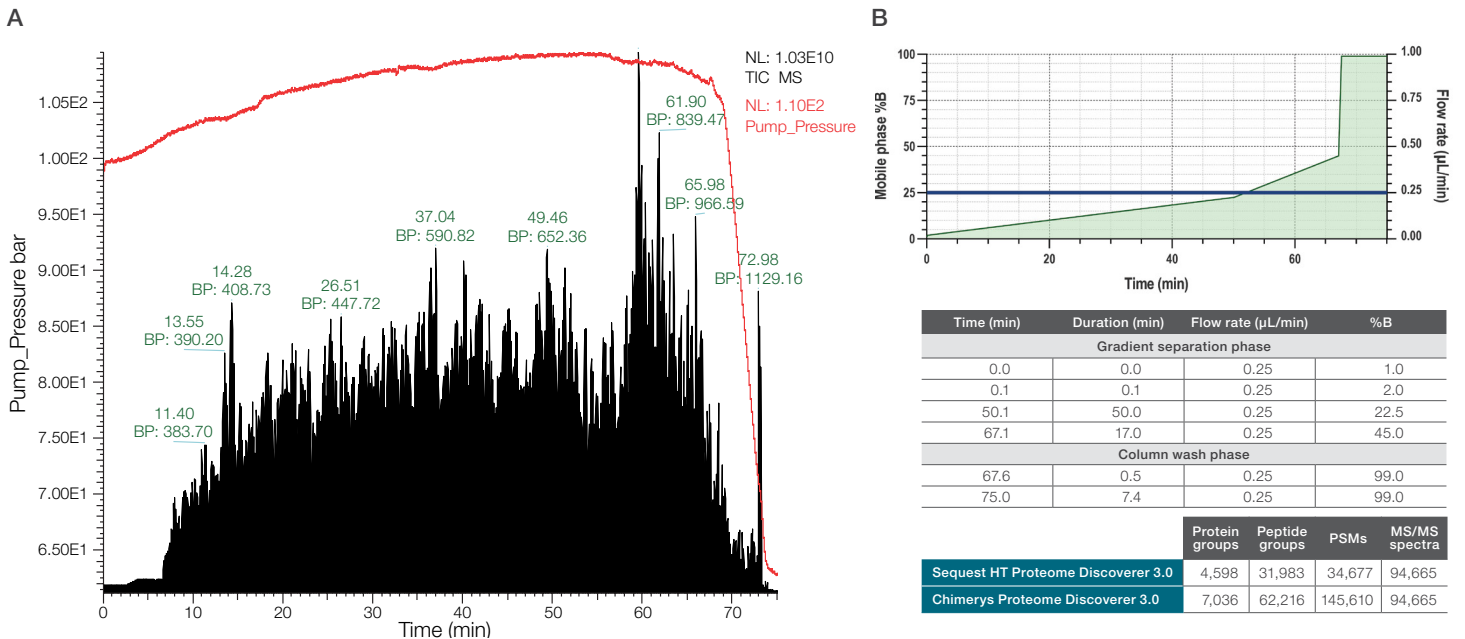 A
NL: 1.03E10
TIC MS
NL: 1.10E2
Pump_Pressure
61.90
BP: 839.47
65.98
BP: 966.59
72.98
BP: 1129.16
49.46
BP: 652.36
37.04
BP: 590.82
26.51
BP: 447.72
14.28
BP: 408.73
13.55
BP: 390.20
11.40
BP: 383.70
Pump_Pressure bar
1.05E2
1.00E2
9.50E1
9.00E1
8.50E1
8.00E1
7.50E1
7.00E1
6.50E1
0 10 20 30 40 50 60 70
Time (min)
B
Mobile phase %B
100
75
50
25
0
1.00
0.75
0.50
0.25
0.00
Flow rate (µL/min)
0 20 40 60
Time (min)
Time (min) Duration (min) Flow rate (µL/min) %B
Gradient separation phase
0.0 0.0 0.25 1.0
0.1 0.1 0.25 2.0
50.1 50.0 0.25 22.5
67.1 17.0 0.25 45.0
Column wash phase
67.6 0.5 0.25 99.0
75.0 7.4 0.25 99.0
Protein groups Peptide groups PSMs MS/MS spectra
Sequest HT Proteome Discoverer 3.0 4,598 31,983 34,677 94,665
Chimerys Proteome Discoverer 3.0 7,036 62,216 145,610 94,665